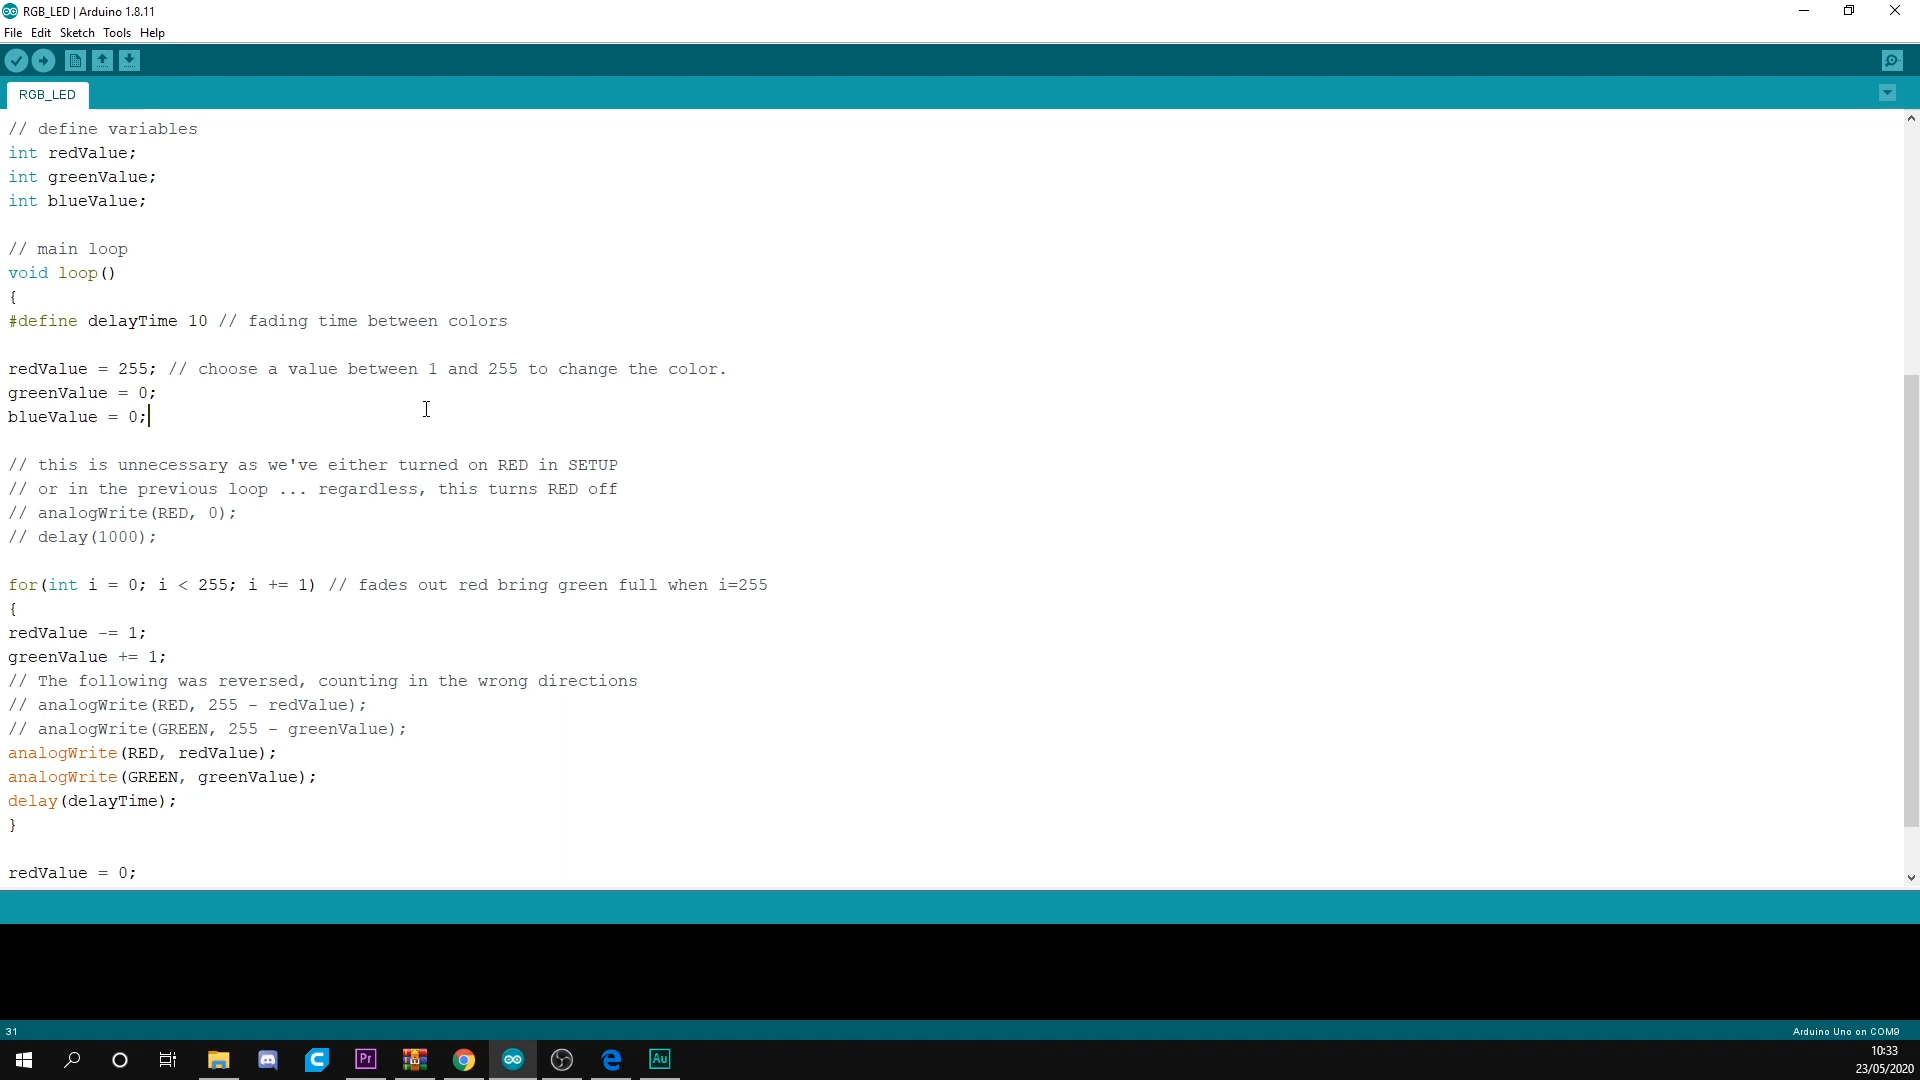 RGB_LED | Arduino 1.8.11
File Edit Sketch Tools Help
RGB_LED
// define variables
int redValue;
int greenValue;
int blueValue;
// main loop
void loop()
{
#define delayTime 10 // fading time between colors
redValue = 255; // choose a value between 1 and 255 to change the color.
greenValue = 0;
blueValue = 0;
// this is unnecessary as we've either turned on RED in SETUP
// or in the previous loop ... regardless, this turns RED off
// analogWrite(RED, 0);
// delay(1000);
for(int i = 0; i < 255; i += 1) // fades out red bring green full when i=255
{
redValue -= 1;
greenValue += 1;
// The following was reversed, counting in the wrong directions
// analogWrite(RED, 255 - redValue);
// analogWrite(GREEN, 255 - greenValue);
analogWrite(RED, redValue);
analogWrite(GREEN, greenValue);
delay(delayTime);
}
redValue = 0;
31
Arduino Uno on COM9
Pr
Au
10:33
23/05/2020